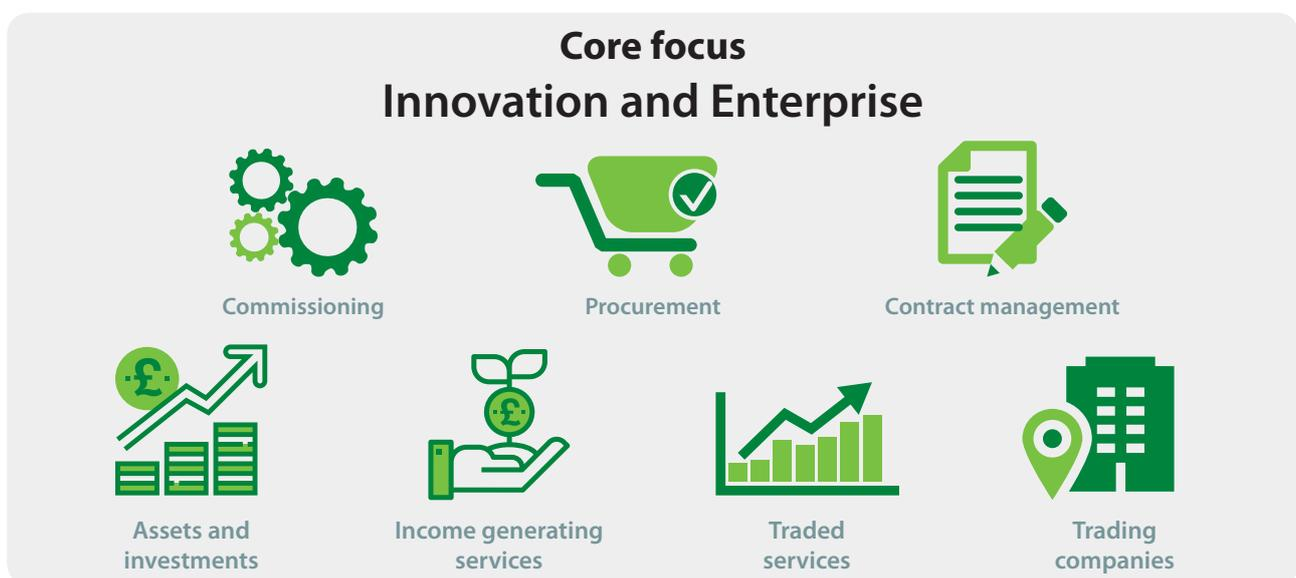 Core focus
Innovation and Enterprise
Commissioning
Procurement
Contract management
£
£
Assets and
investments
Income generating
services
Traded
services
Trading
companies